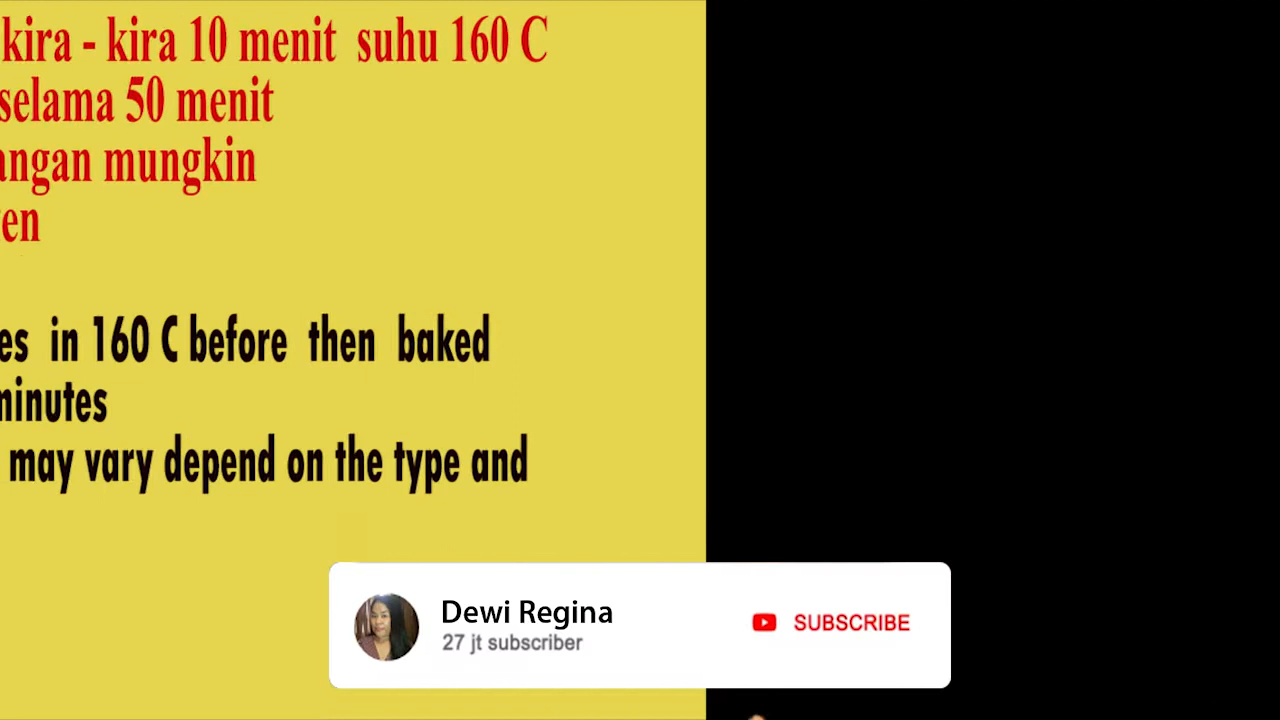 kira - kira 10 menit suhu 160 C
selama 50 menit
angan mungkin
en
es in 160 C before then baked
minutes
may vary depend on the type and
Dewi Regina
27 jt subscriber
SUBSCRIBE